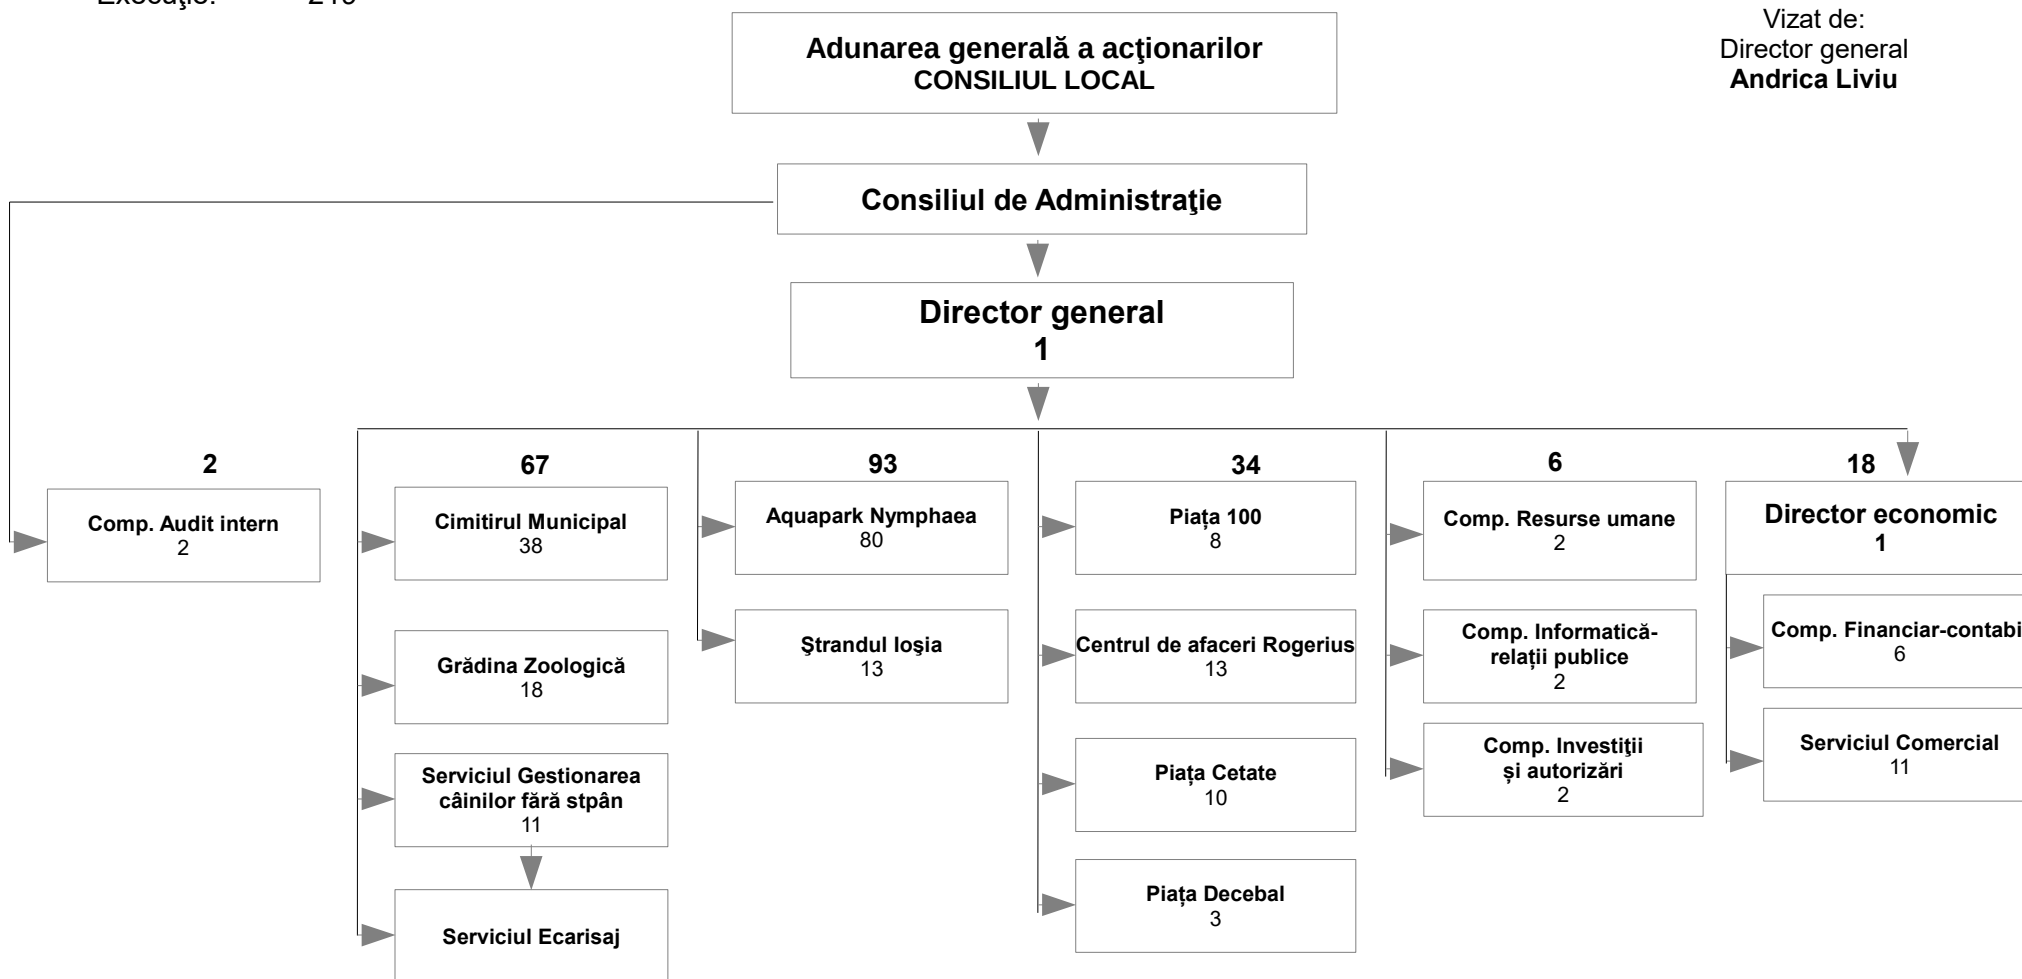 Execuţie: 219
Vizat de:
Director general
Andrica Liviu
Adunarea generală a acţionarilor
CONSILIUL LOCAL
Consiliul de Administraţie
Director general
1
2
67
93
34
6
18
Comp. Audit intern
2
Cimitirul Municipal
38
Grădina Zoologică
18
Serviciul Gestionarea
câinilor fără stpân
11
Serviciul Ecarisaj
Aquapark Nymphaea
80
Ştrandul Ioşia
13
Piața 100
8
Centrul de afaceri Rogerius
13
Piața Cetate
10
Piața Decebal
3
Comp. Resurse umane
2
Comp. Informatică-
relații publice
2
Comp. Investiţii
și autorizări
2
Director economic
1
Comp. Financiar-contabi
6
Serviciul Comercial
11